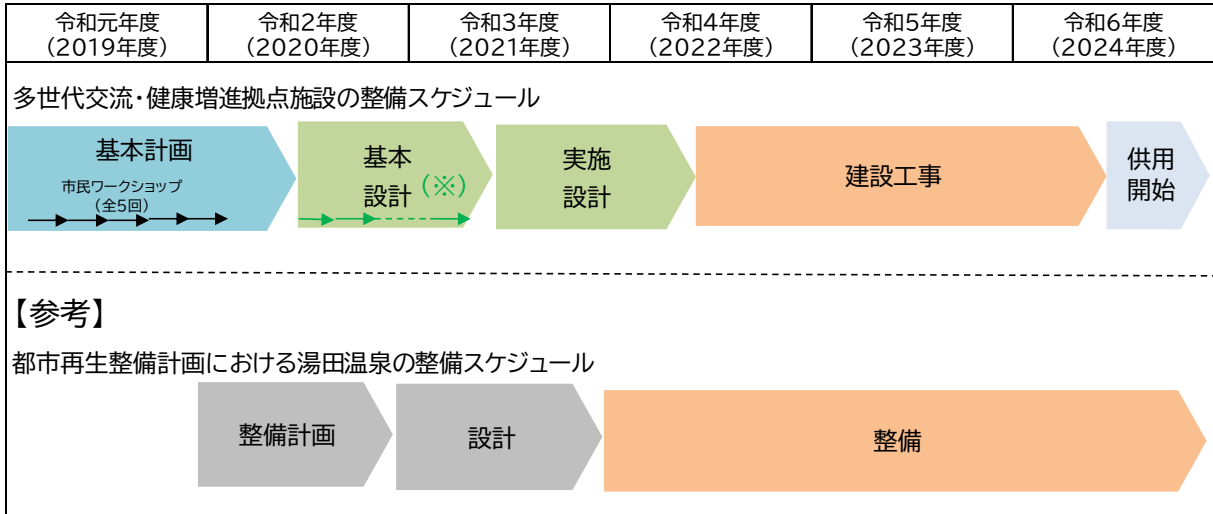 令和元年度
(2019年度)
令和2年度
(2020年度)
令和3年度
(2021年度)
令和4年度
(2022年度)
令和5年度
(2023年度)
令和6年度
(2024年度)
多世代交流・健康増進拠点施設の整備スケジュール
基本計画
市民ワークショップ
(全5回)
基本
設計(※)
実施
設計
建設工事
供用
開始
【参考】
都市再生整備計画における湯田温泉の整備スケジュール
整備計画
設計
整備